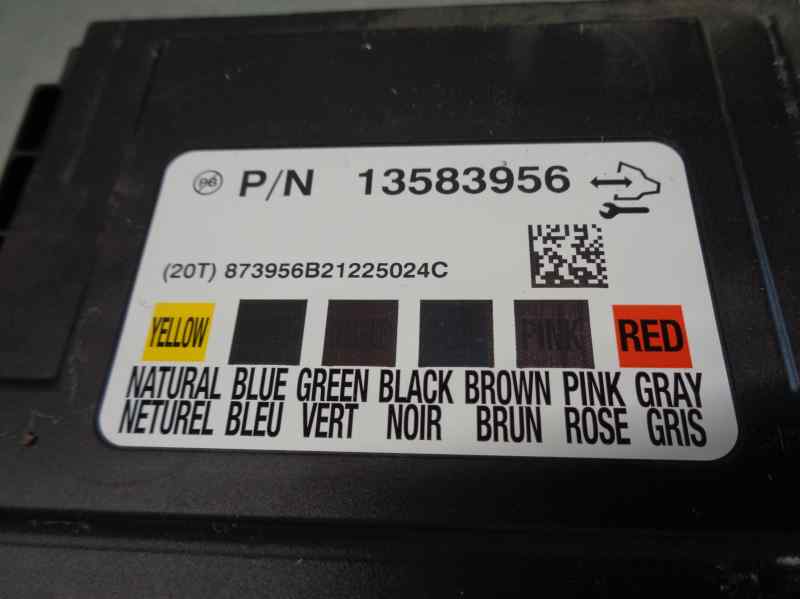 96 P/N 13583956
(20T) 873956B21225024C
YELLOW PINK RED
NATURAL BLUE GREEN BLACK BROWN PINK GRAY
NETUREL BLEU VERT NOIR BRUN ROSE GRIS